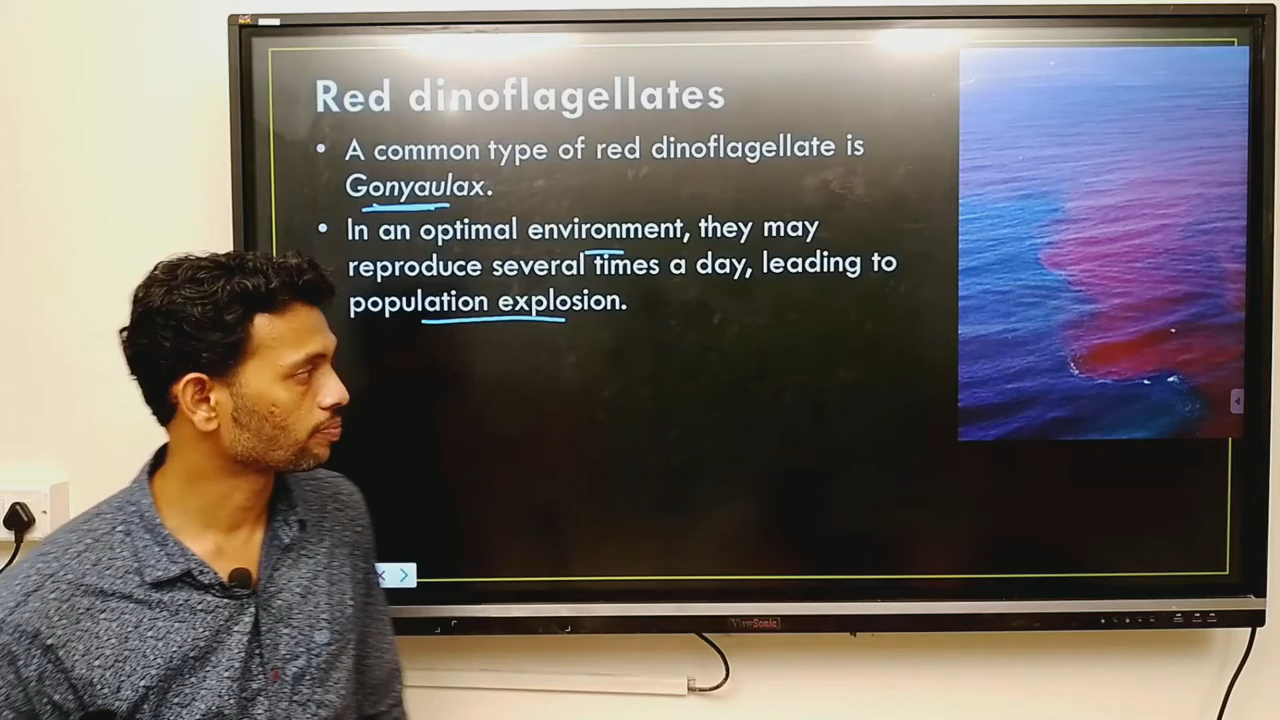 Red dinoflagellates
• A common type of red dinoflagellate is
Gonyaulax.
• In an optimal environment, they may
reproduce several times a day, leading to
population explosion.
ViewSonic